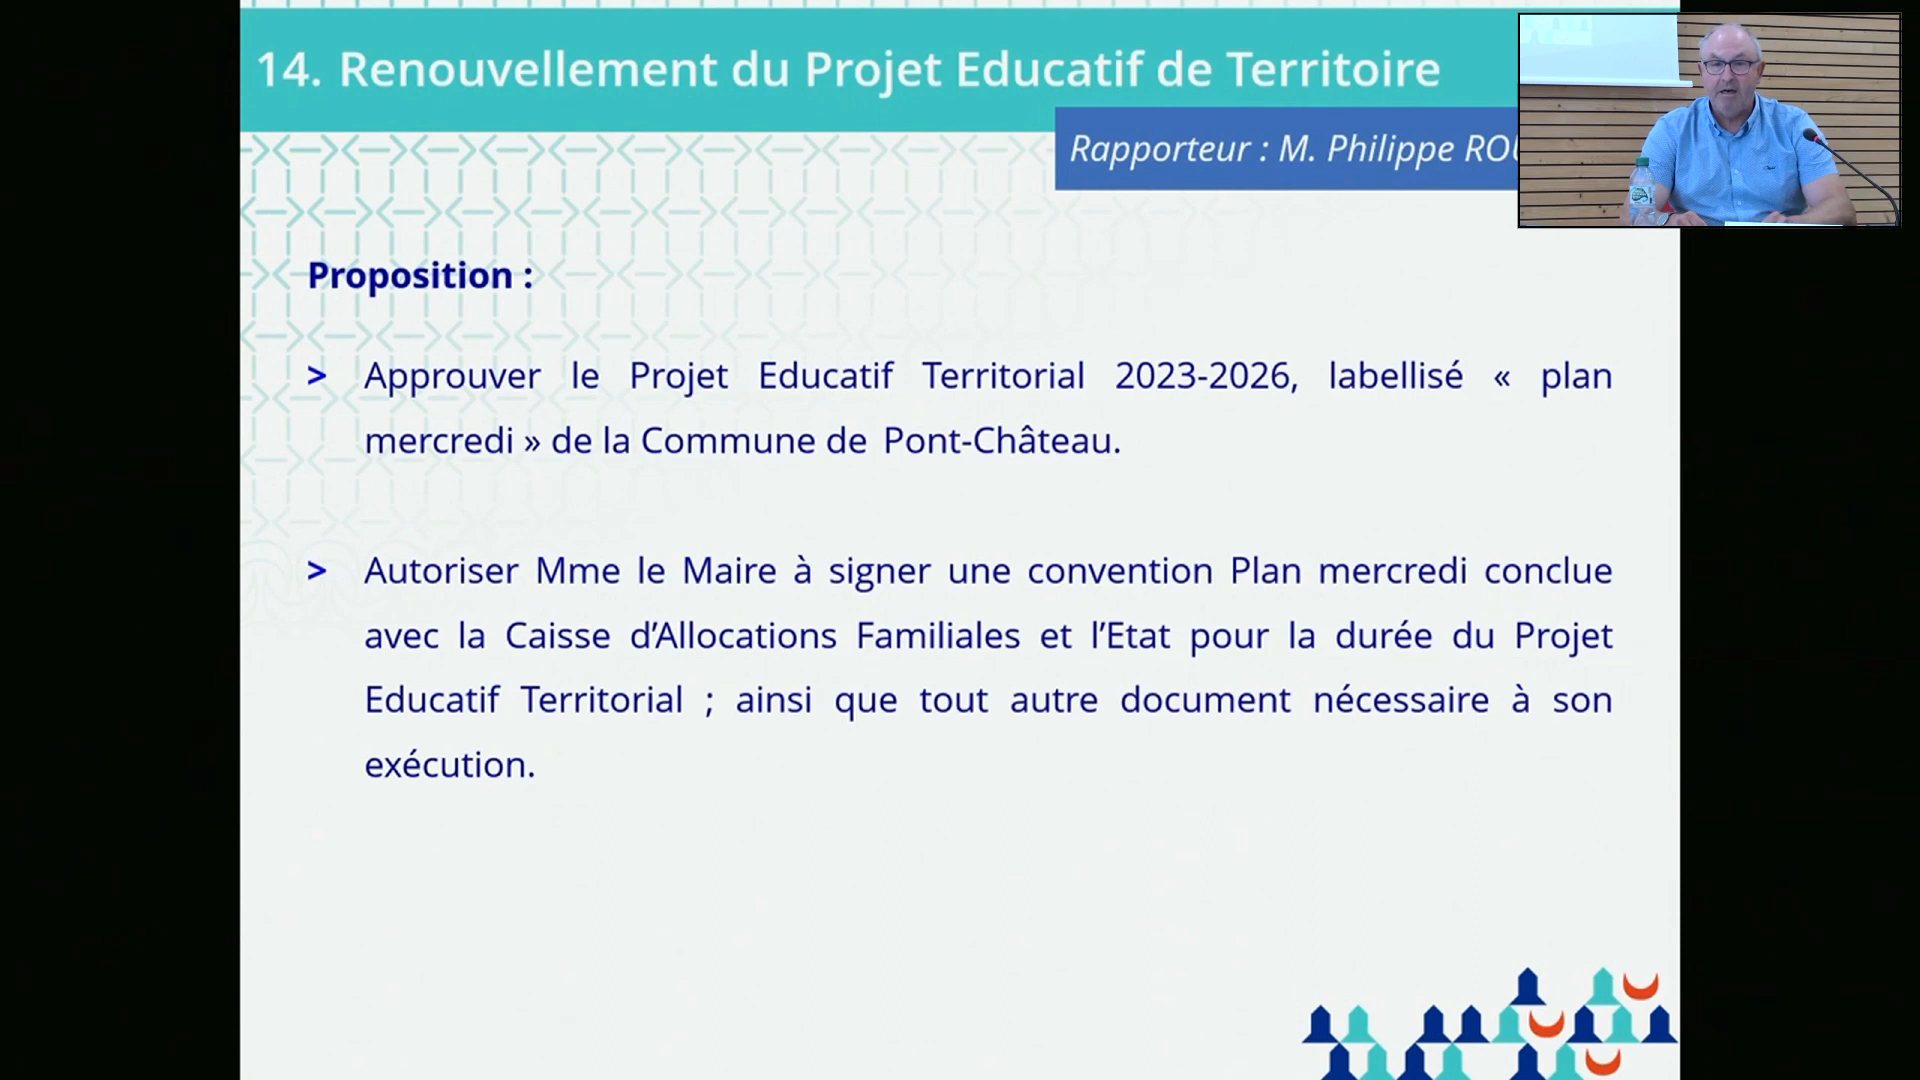 14. Renouvellement du Projet Educatif de Territoire
Rapporteur : M. Philippe
Proposition :
> Approuver le Projet Educatif Territorial 2023-2026, labellisé « plan
mercredi » de la Commune de Pont-Château.
> Autoriser Mme le Maire à signer une convention Plan mercredi conclue
avec la Caisse d’Allocations Familiales et l’Etat pour la durée du Projet
Educatif Territorial ; ainsi que tout autre document nécessaire à son
exécution.